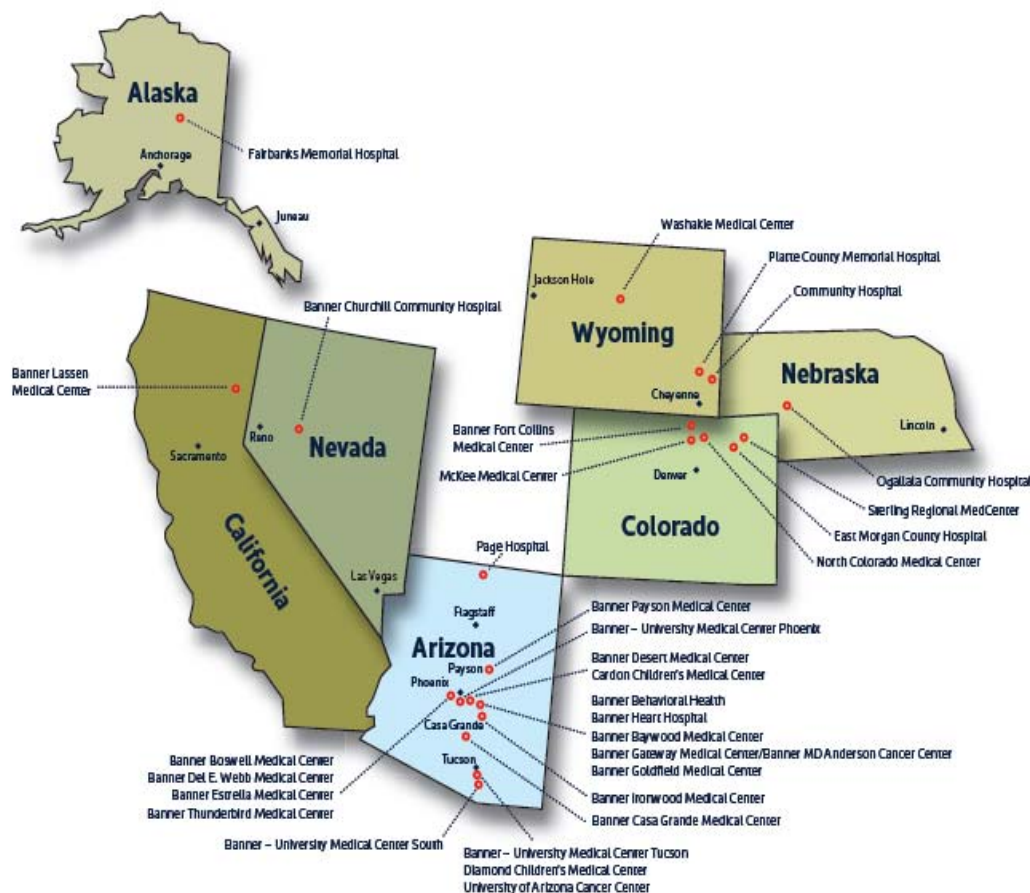 Alaska
Fairbanks Memorial Hospital
Anchorage
Juneau
Washakie Medical Center
Platte County Memorial Hospital
Jackson Hole
Community Hospital
Banner Churchill Community Hospital
Wyoming
Banner Lassen
Medical Center
Nebraska
Cheyenne
Reno
Nevada
Banner Fort Collins
Medical Center
Lincoln
Sacramento
McKee Medical Center
Denver
Ogallala Community Hospital
Sterling Regional MedCenter
Colorado
East Morgan County Hospital
North Colorado Medical Center
California
Page Hospital
Las Vegas
Flagstaff
Arizona
Payson
Phoenix
Casa Grande
Tucson
Banner Payson Medical Center
Banner – University Medical Center Phoenix
Banner Desert Medical Center
Cardon Children's Medical Center
Banner Behavioral Health
Banner Heart Hospital
Banner Baywood Medical Center
Banner Gateway Medical Center/Banner MD Anderson Cancer Center
Banner Goldfield Medical Center
Banner Ironwood Medical Center
Banner Casa Grande Medical Center
Banner Boswell Medical Center
Banner Del E. Webb Medical Center
Banner Estrella Medical Center
Banner Thunderbird Medical Center
Banner – University Medical Center South
Banner – University Medical Center Tucson
Diamond Children's Medical Center
University of Arizona Cancer Center